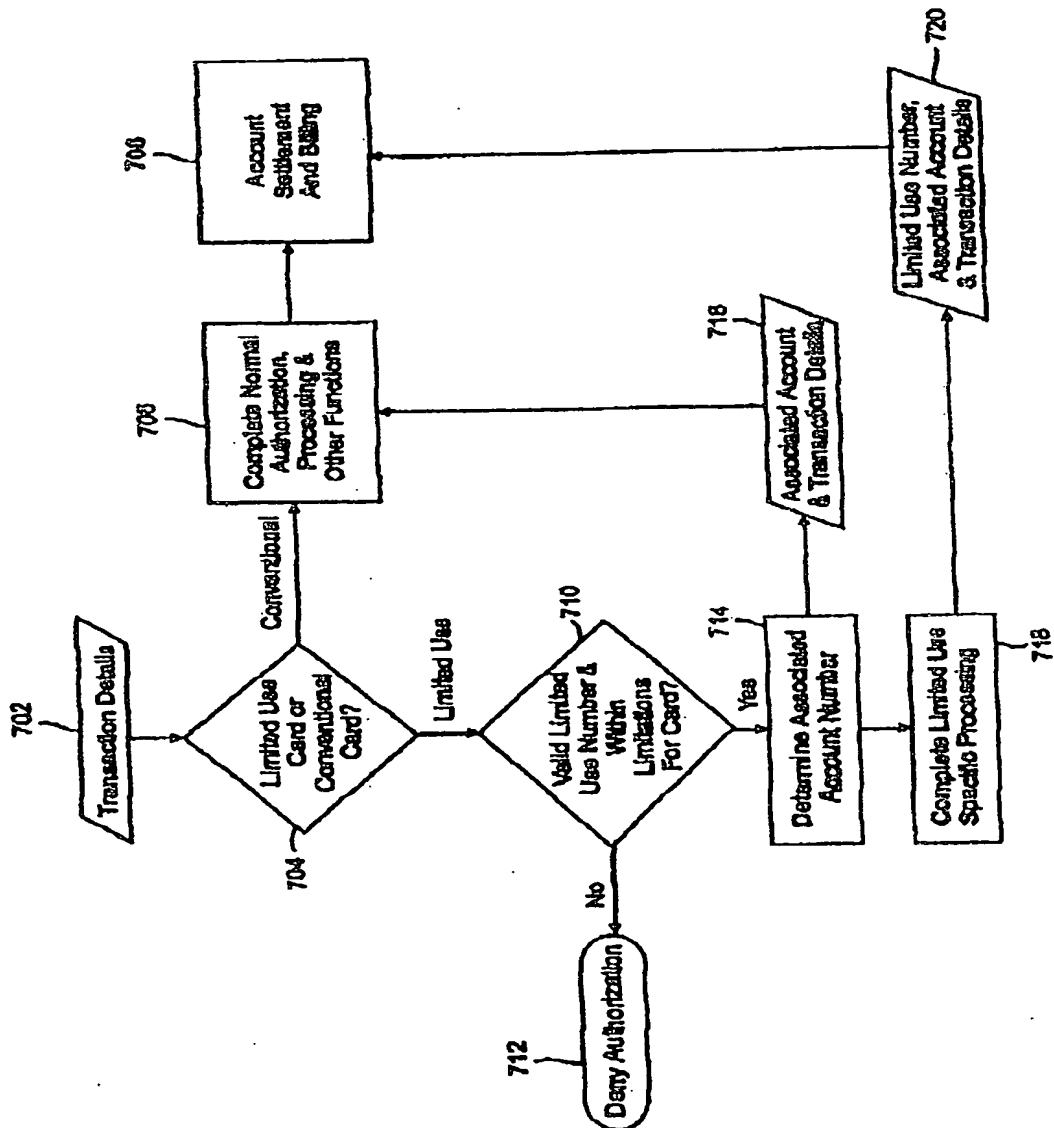 702
Transaction Details
704
Limited Use
Card or
Conventional
Card?
Conventional
706
Complete Normal
Authorization,
Processing &
Other Functions
708
Account
Settlement
And Billing
Limited Use
710
Valid Limited
Use Number &
Within
Limitations
For Card?
No
712
Deny Authorization
Yes
714
Determine Associated
Account Number
716
Associated Account
& Transaction Details
Complete Limited Use
Specific Processing
718
720
Limited Use Number,
Associated Account
& Transaction Details